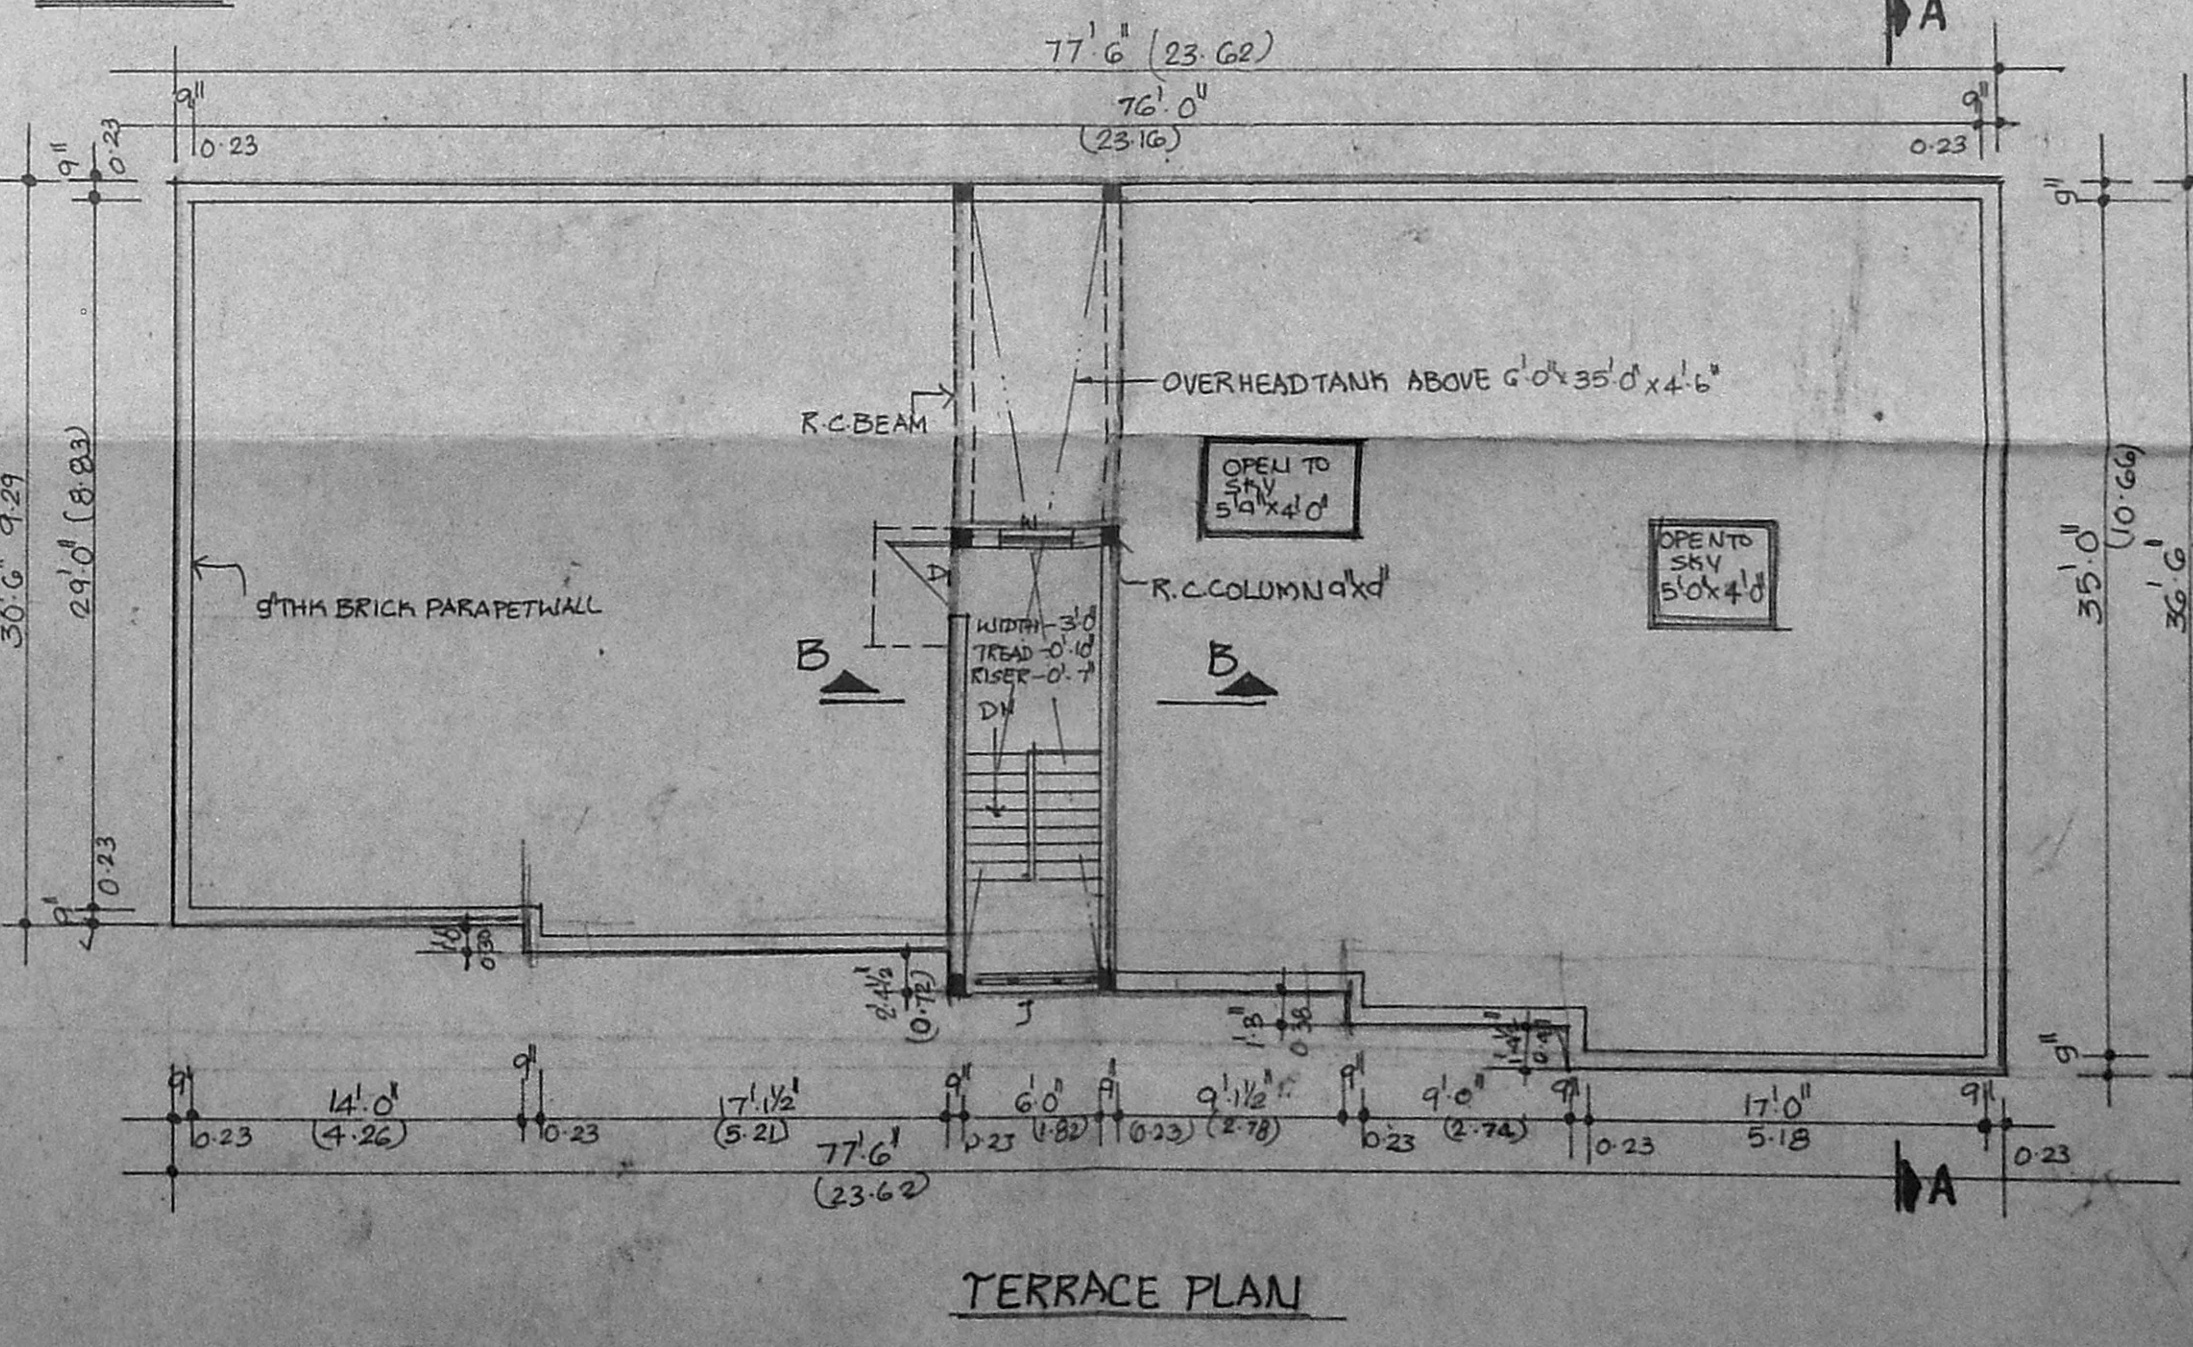 A
77'.6" (23.62)
9"
76'.0"
9"
0.23
(23.16)
0.23
9"
0.23
9"
OVERHEAD TANK ABOVE 6'.0"x35'.0"x4'.6"
R.C.BEAM
OPEN TO
SKY
5'9"x4'.0"
W
OPEN TO
SKY
5'.0"x4'.0"
30'.6" 9.29
29'.0" (8.83)
35'.0"
(10.66)
36'.6"
D
R.C.COLUMN 9"x9"
9"THK BRICK PARAPET WALL
WIDTH-3'.0"
TREAD-0'.10"
RISER-0'.7"
B
B
DN
0.23
9"
0.30
2'.4½"
(0.72)
J
1'.3"
0.38
9"
9"
9"
9"
6'.0"
9"
9'.1½"
9"
9'.0"
9"
17'.0"
9"
14'.0"
17'.1½"
0.23
(4.26)
0.23
(5.21)
0.23
(1.82)
(0.23)
(2.78)
0.23
(2.74)
0.23
5.18
0.23
77'.6"
(23.62)
A
TERRACE PLAN